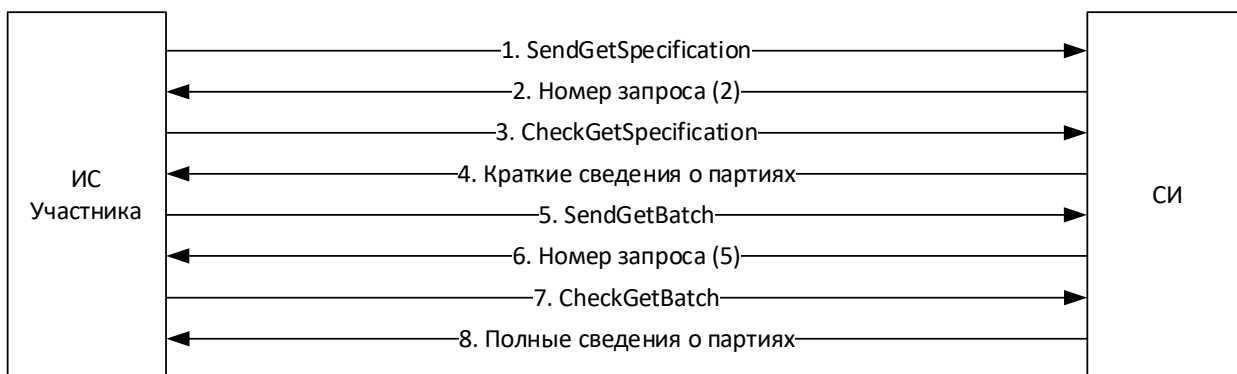 1. SendGetSpecification
2. Номер запроса (2)
3. CheckGetSpecification
4. Краткие сведения о партиях
ИС
Участника
СИ
5. SendGetBatch
6. Номер запроса (5)
7. CheckGetBatch
8. Полные сведения о партиях